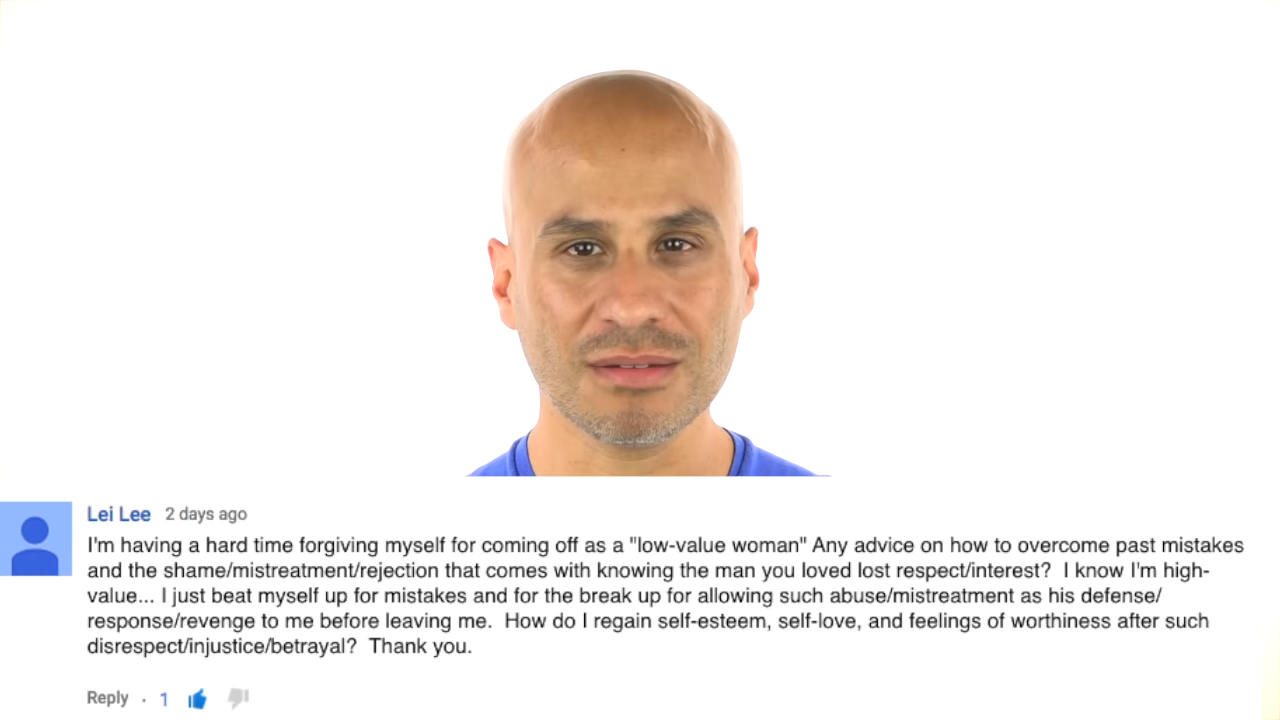 Lei Lee 2 days ago
I'm having a hard time forgiving myself for coming off as a "low-value woman" Any advice on how to overcome past mistakes
and the shame/mistreatment/rejection that comes with knowing the man you loved lost respect/interest?  I know I'm high-
value... I just beat myself up for mistakes and for the break up for allowing such abuse/mistreatment as his defense/
response/revenge to me before leaving me.  How do I regain self-esteem, self-love, and feelings of worthiness after such
disrespect/injustice/betrayal?  Thank you.
Reply · 1